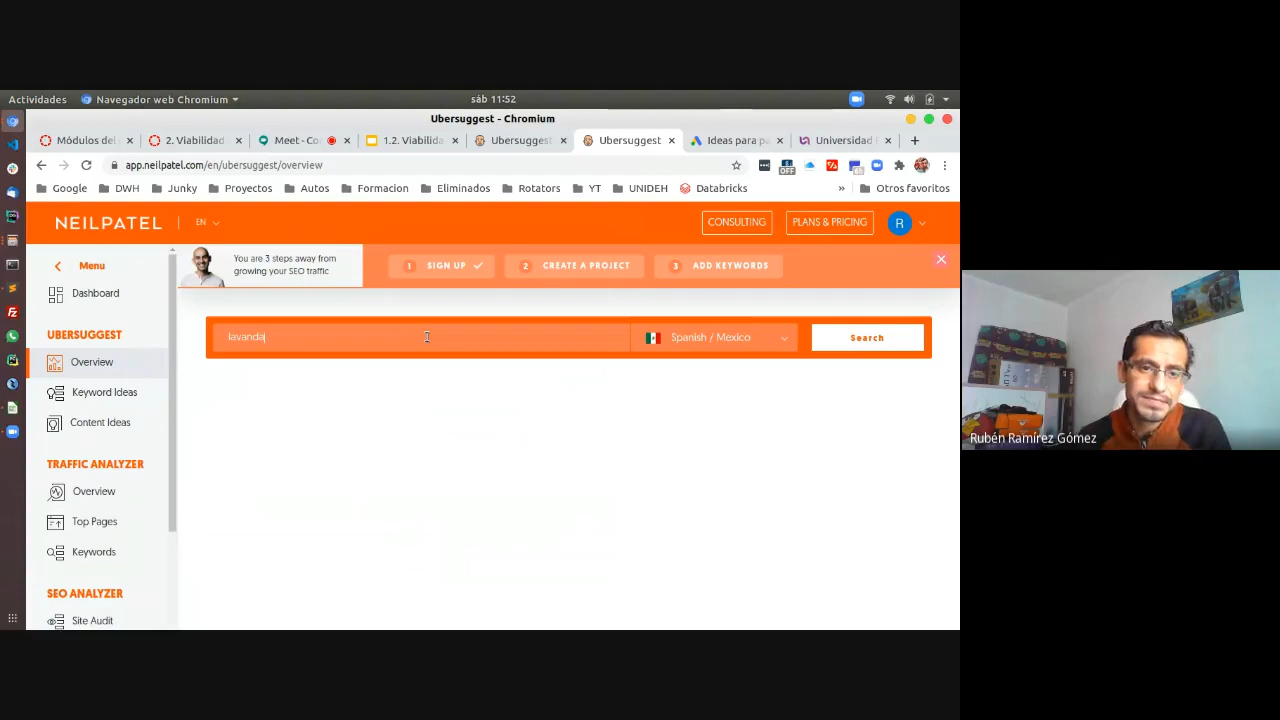 Actividades
Navegador web Chromium
sáb 11:52
Ubersuggest - Chromium
Módulos del
2. Viabilidad
Meet - Co
1.2. Viabilida
Ubersuggest
Ubersuggest
Ideas para pa
Universidad
app.neilpatel.com/en/ubersuggest/overview
OFF
Google
DWH
Junky
Proyectos
Autos
Formacion
Eliminados
Rotators
YT
UNIDEH
Databricks
»
Otros favoritos
NEILPATEL
EN
CONSULTING
PLANS & PRICING
R
Menu
You are 3 steps away from
growing your SEO traffic
1 SIGN UP
2 CREATE A PROJECT
3 ADD KEYWORDS
Dashboard
UBERSUGGEST
Overview
Keyword Ideas
Content Ideas
TRAFFIC ANALYZER
Overview
Top Pages
Keywords
SEO ANALYZER
Site Audit
lavanda
Spanish / Mexico
Search
Rubén Ramírez Gómez